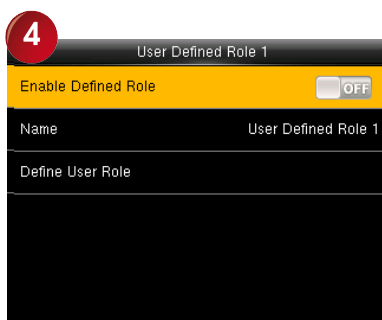 4
User Defined Role 1
Enable Defined Role OFF
Name User Defined Role 1
Define User Role